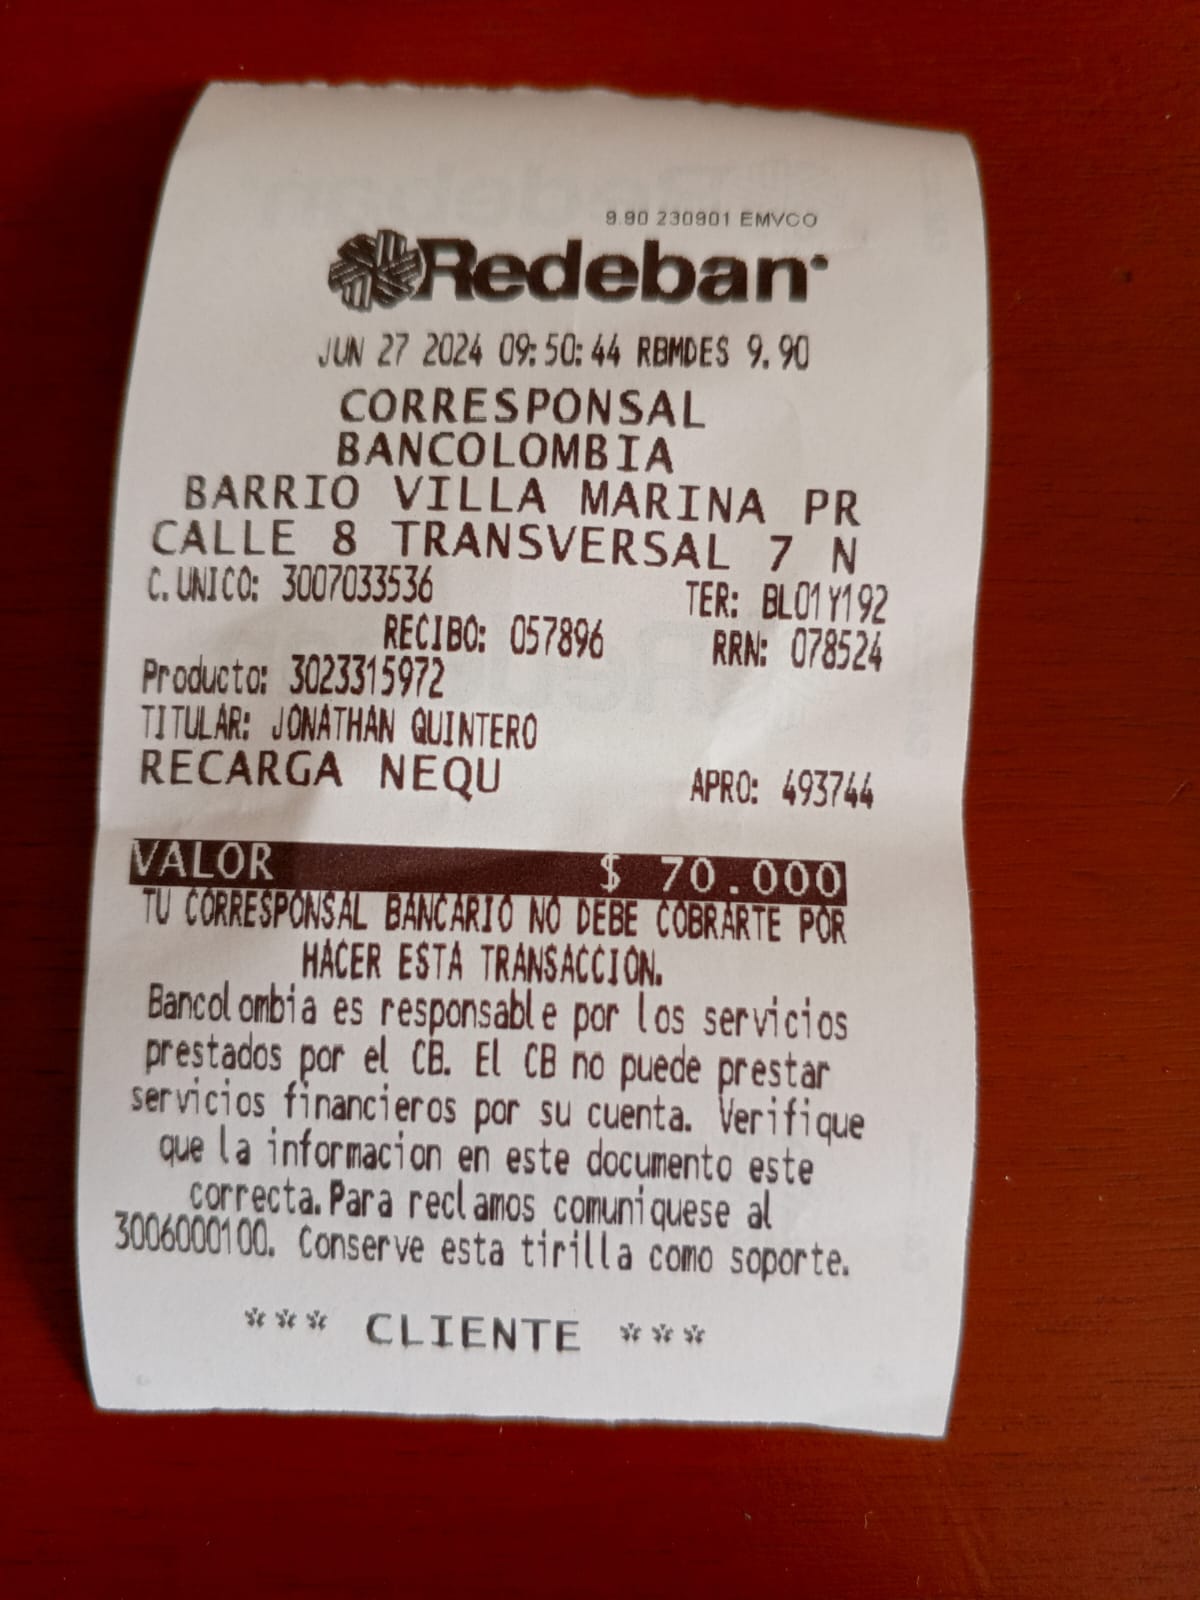 9.90 230901 EMVCO
Redeban
JUN 27 2024 09:50:44 RBMDES 9.90
CORRESPONSAL
BANCOLOMBIA
BARRIO VILLA MARINA PR
CALLE 8 TRANSVERSAL 7 N
C.UNICO: 3007033536 TER: BL01Y192
RECIBO: 057896 RRN: 078524
Producto: 3023315972
TITULAR: JONATHAN QUINTERO
RECARGA NEQU APRO: 493744
VALOR $ 70.000
TU CORRESPONSAL BANCARIO NO DEBE COBRARTE POR
HACER ESTA TRANSACCION.
Bancolombia es responsable por los servicios
prestados por el CB. El CB no puede prestar
servicios financieros por su cuenta. Verifique
que la informacion en este documento este
correcta.Para reclamos comuniquese al
3006000100. Conserve esta tirilla como soporte.
*** CLIENTE ***